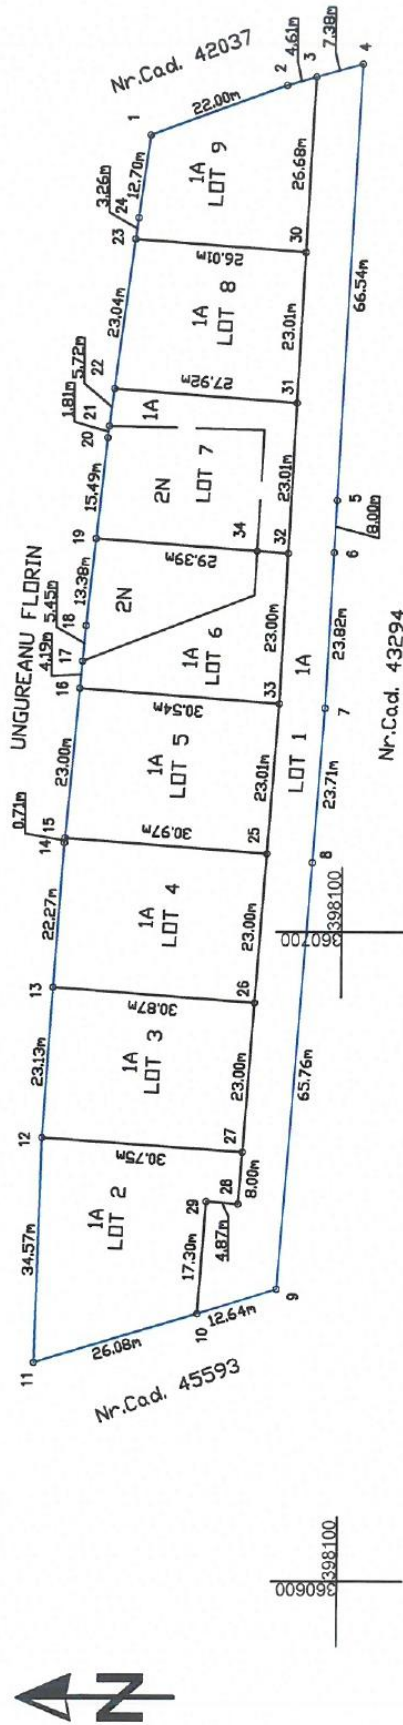 Nr.Cad. 42037
UNGUREANU FLORIN
11
34.57m
12
23.13m
13
22.27m
14
15
0.71m
23.00m
16
4.19m
17
5.45m
18
13.38m
19
15.49m
20
1.81m
21
5.72m
22
23.04m
23
3.26m
24
12.70m
1
22.00m
2
4.61m
3
7.38m
4
26.08m
1A
LOT 2
30.75m
1A
LOT 3
30.87m
1A
LOT 4
30.97m
1A
LOT 5
30.54m
1A
LOT 6
2N
29.39m
34
2N
LOT 7
1A
27.92m
1A
LOT 8
26.01m
1A
LOT 9
10
17.30m
29
4.87m
28
8.00m
27
23.00m
26
23.00m
25
23.01m
33
23.00m
32
23.01m
31
23.01m
30
26.68m
12.64m
9
65.76m
8
23.71m
7
23.82m
6
8.00m
5
66.54m
LOT 1
1A
Nr.Cad. 45593
Nr.Cad. 43294
360700
398100
360600
398100
N